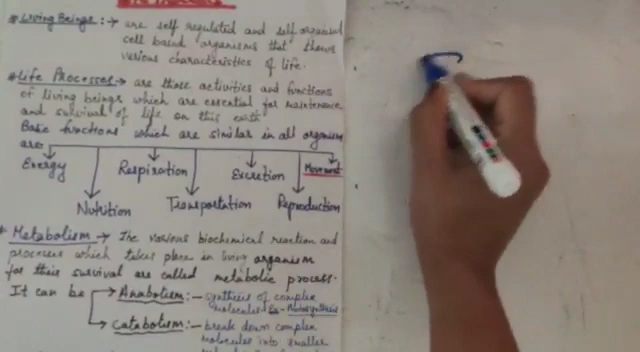 * Living Beings :→ are self regulated and self organised
cell based organisms that shows
various characteristics of life.
* Life Processes → are those activities and functions
of living beings which are essential for maintenance
and survival of life on this earth
Basic functions which are similar in all organism
are:
Energy Respiration Excretion Movement
Nutrition Transportation Reproduction
* Metabolism → The various biochemical reaction and
processes which takes place in living organism
for their survival are called metabolic process.
It can be → Anabolism :- synthesis of complex
molecules Ex - Photosynthesis
→ Catabolism :- break down complex
molecules into smaller